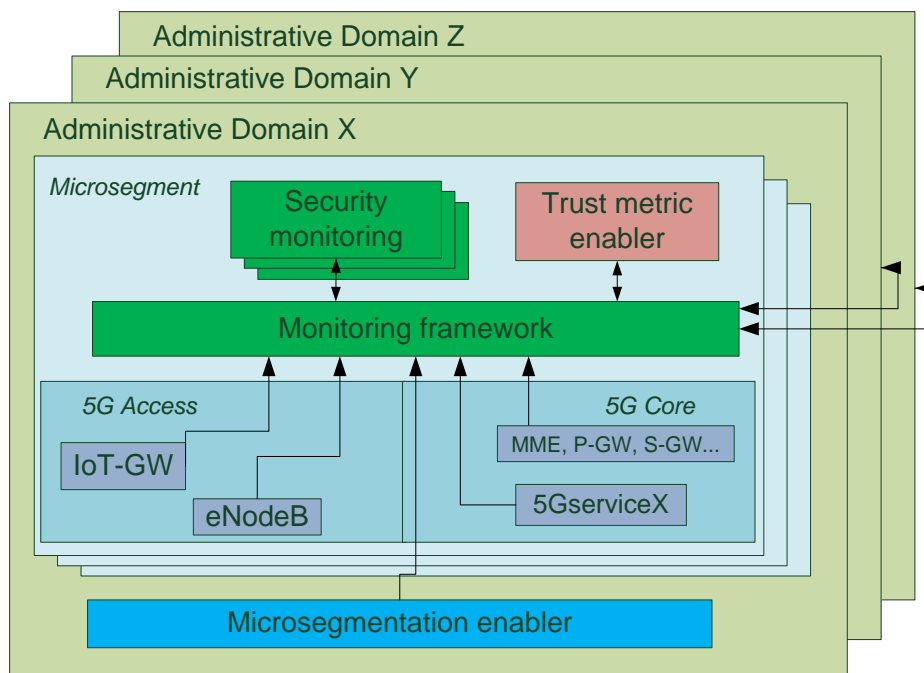 Administrative Domain Z
Administrative Domain Y
Administrative Domain X
Microsegment
Security
monitoring
Trust metric
enabler
Monitoring framework
5G Access
5G Core
IoT-GW
MME, P-GW, S-GW...
eNodeB
5GserviceX
Microsegmentation enabler